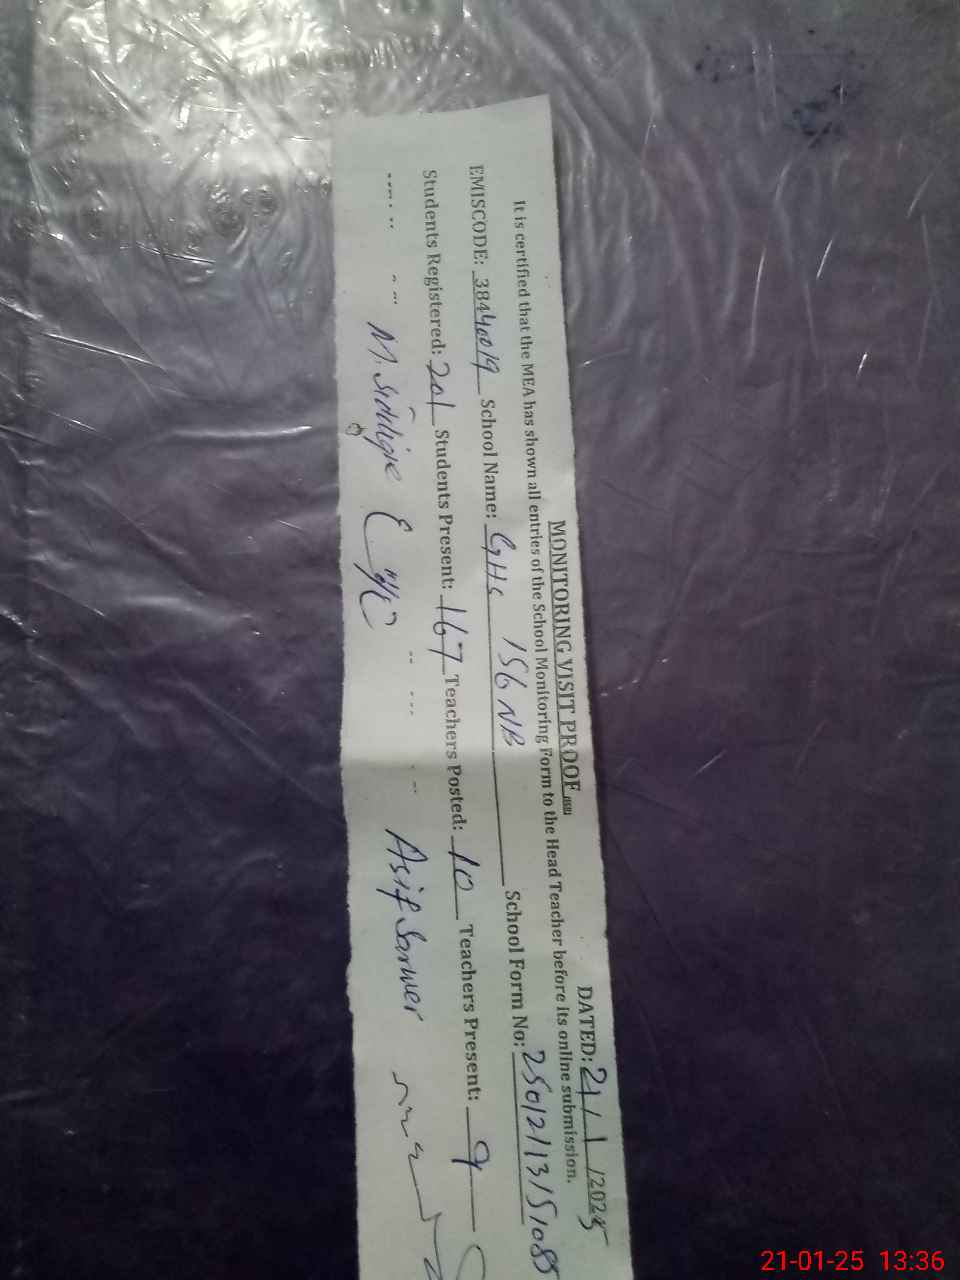 MONITORING VISIT PROOF
DATED: 21/1/2025
It is certified that the MEA has shown all entries of the School Monitoring Form to the Head Teacher before its online submission.
EMISCODE: 38440019 School Name: GHS 156 NB School Form No: 25012113151085
Students Registered: 201 Students Present: 167 Teachers Posted: 10 Teachers Present: 9
M. Siddique Asif Sarwer
21-01-25 13:36